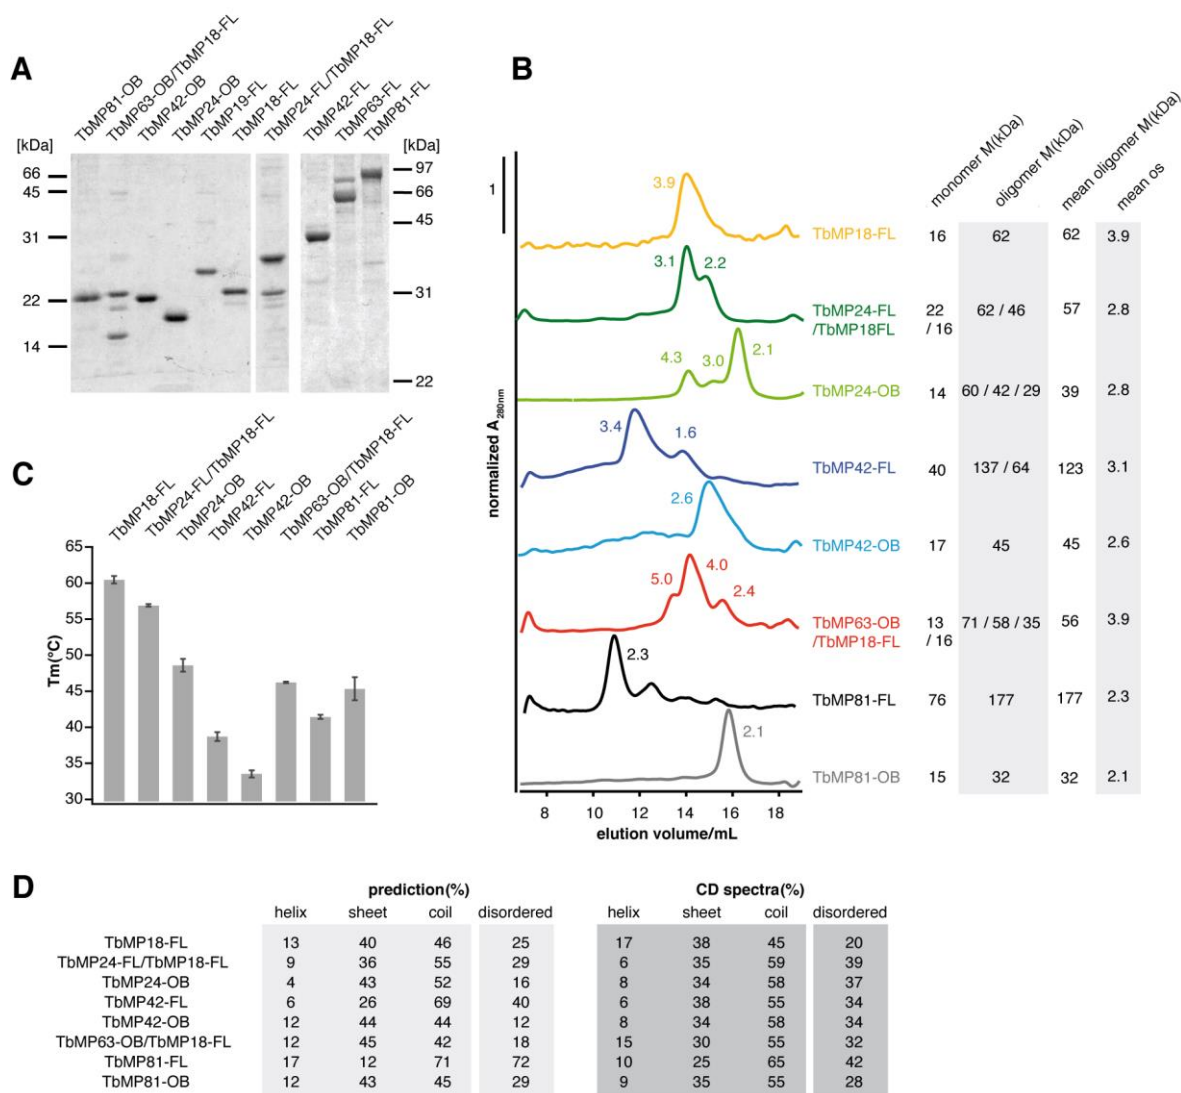 A
TbMP81-OB
TbMP63-OB/TbMP18-FL
TbMP42-OB
TbMP24-OB
TbMP19-FL
TbMP18-FL
TbMP24-FL/TbMP18-FL
TbMP42-FL
TbMP63-FL
TbMP81-FL
[kDa]
66
45
31
22
14
[kDa]
97
66
45
31
22
B
monomer M(kDa)
oligomer M(kDa)
mean oligomer M(kDa)
mean os
1
normalized A280nm
3.9
TbMP18-FL
16 62 62 3.9
3.1 2.2
TbMP24-FL
/TbMP18FL
22
/ 16
62 / 46 57 2.8
4.3 3.0 2.1
TbMP24-OB
14 60 / 42 / 29 39 2.8
3.4 1.6
TbMP42-FL
40 137 / 64 123 3.1
2.6
TbMP42-OB
17 45 45 2.6
5.0 4.0 2.4
TbMP63-OB
/TbMP18-FL
13
/ 16
71 / 58 / 35 56 3.9
2.3
TbMP81-FL
76 177 177 2.3
2.1
TbMP81-OB
15 32 32 2.1
8 10 12 14 16 18
elution volume/mL
C
TbMP18-FL
TbMP24-FL/TbMP18-FL
TbMP24-OB
TbMP42-FL
TbMP42-OB
TbMP63-OB/TbMP18-FL
TbMP81-FL
TbMP81-OB
Tm(°C)
65
60
55
50
45
40
35
30
D
prediction(%) CD spectra(%)
helix sheet coil disordered helix sheet coil disordered
TbMP18-FL 13 40 46 25 17 38 45 20
TbMP24-FL/TbMP18-FL 9 36 55 29 6 35 59 39
TbMP24-OB 4 43 52 16 8 34 58 37
TbMP42-FL 6 26 69 40 6 38 55 34
TbMP42-OB 12 44 44 12 8 34 58 34
TbMP63-OB/TbMP18-FL 12 45 42 18 15 30 55 32
TbMP81-FL 17 12 71 72 10 25 65 42
TbMP81-OB 12 43 45 29 9 35 55 28